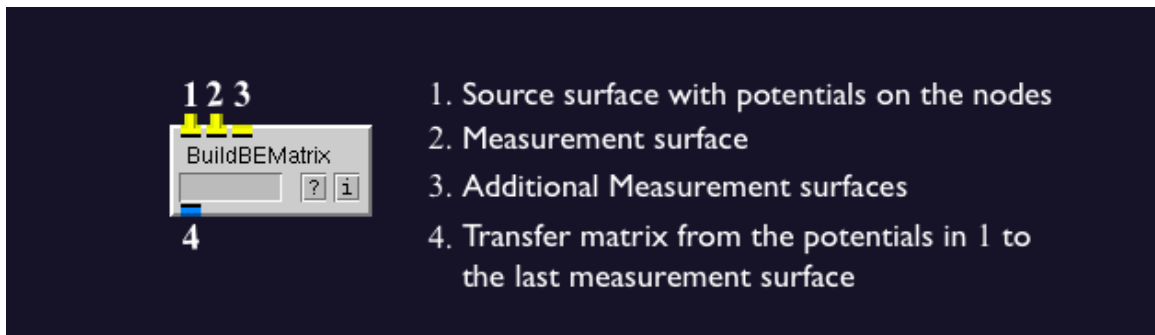 1 2 3
BuildBEMatrix
? i
4
1. Source surface with potentials on the nodes
2. Measurement surface
3. Additional Measurement surfaces
4. Transfer matrix from the potentials in 1 to
the last measurement surface